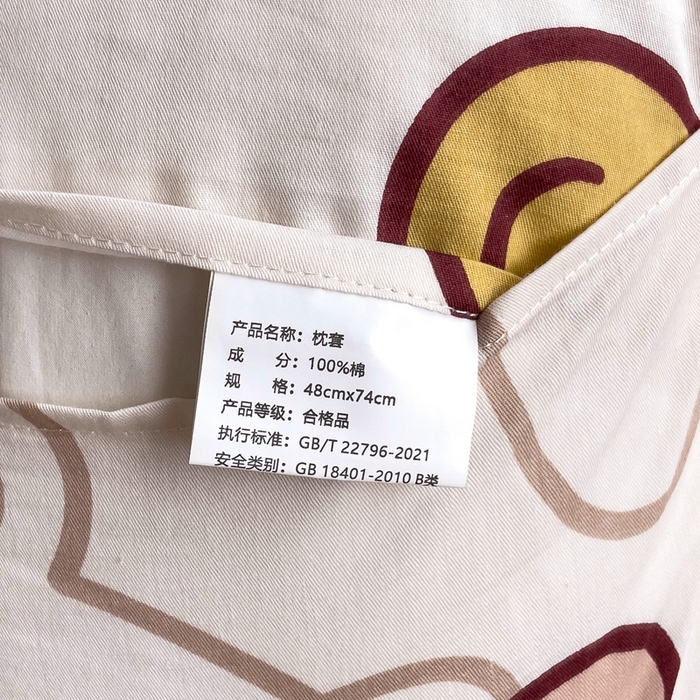 产品名称：枕套
成 分：100%棉
规 格：48cmx74cm
产品等级：合格品
执行标准：GB/T 22796-2021
安全类别：GB 18401-2010 B类